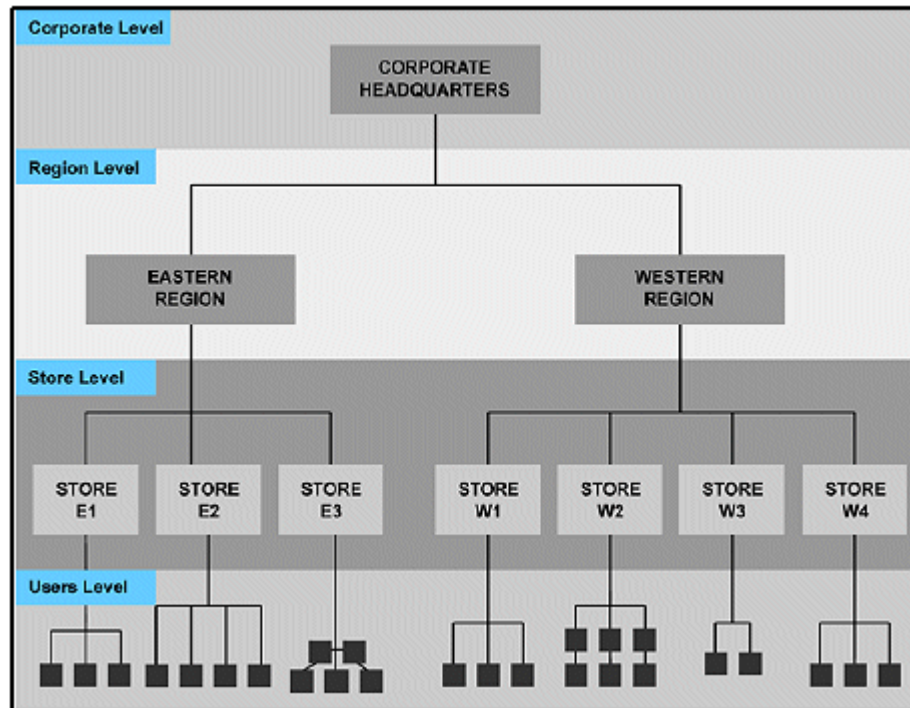 Corporate Level
CORPORATE
HEADQUARTERS
Region Level
EASTERN
REGION
WESTERN
REGION
Store Level
STORE
E1
STORE
E2
STORE
E3
STORE
W1
STORE
W2
STORE
W3
STORE
W4
Users Level